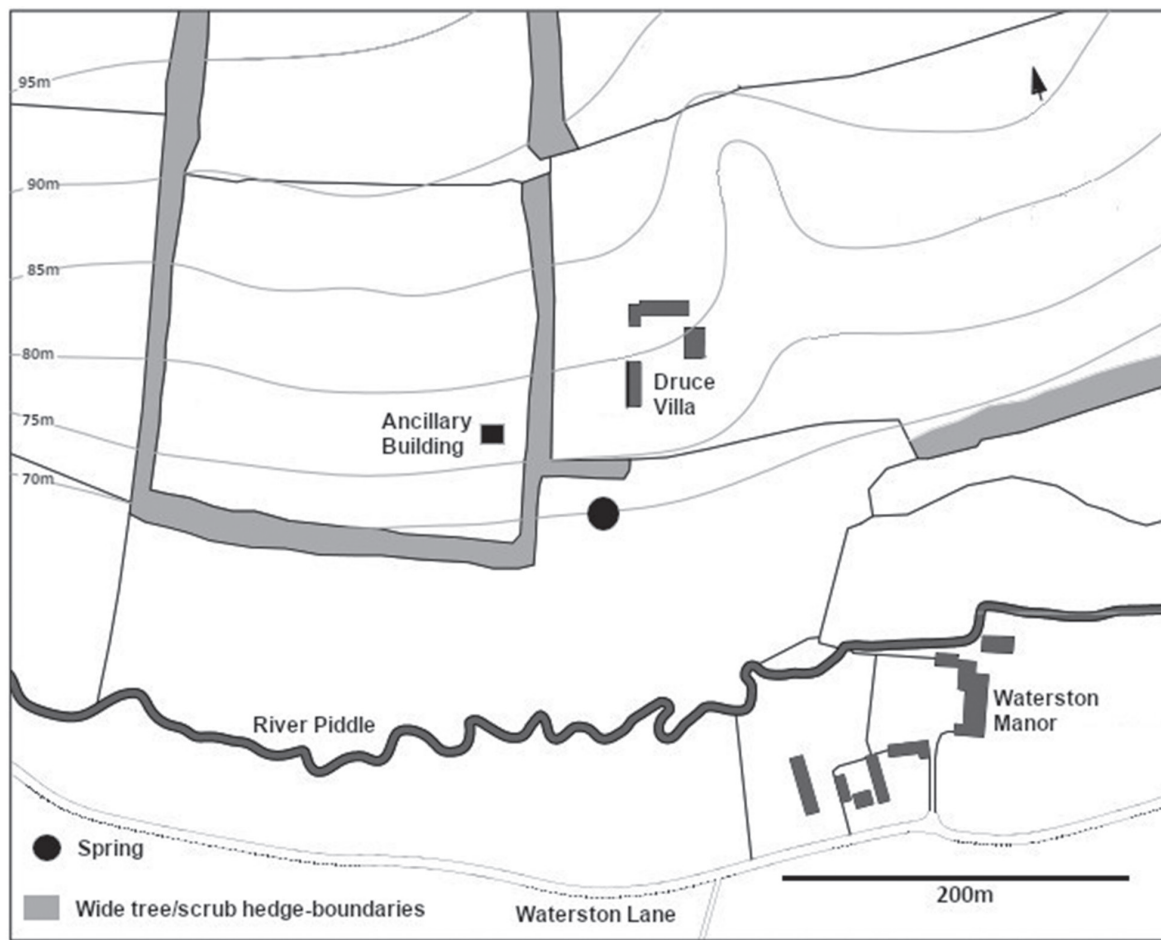 95m
90m
85m
80m
75m
70m
Druce
Villa
Ancillary
Building
River Piddle
Waterston
Manor
Spring
Wide tree/scrub hedge-boundaries
200m
Waterston Lane